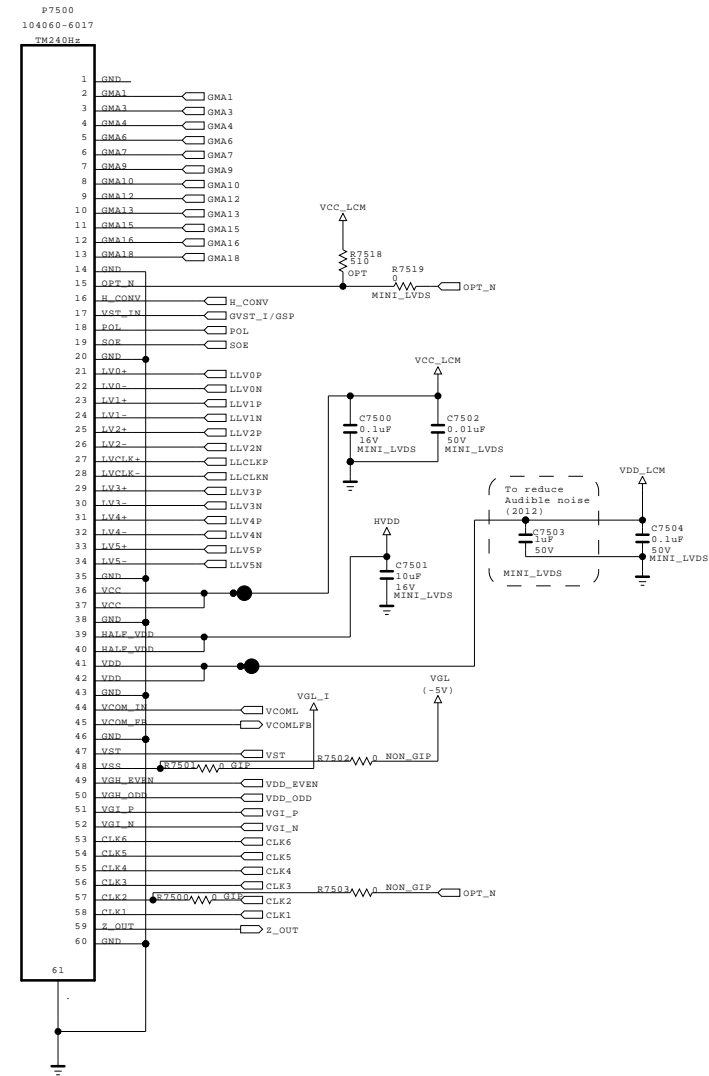 P7500
104060-6017
TM240Hz
1 GND
2 GMA1 GMA1
3 GMA3 GMA3
4 GMA4 GMA4
5 GMA6 GMA6
6 GMA7 GMA7
7 GMA9 GMA9
8 GMA10 GMA10
9 GMA12 GMA12
10 GMA13 GMA13
11 GMA15 GMA15
12 GMA16 GMA16
13 GMA18 GMA18
14 GND
15 OPT_N
16 H_CONV H_CONV
17 VST_IN GVST_I/GSP
18 POL POL
19 SOE SOE
20 GND
21 LV0+ LLV0P
22 LV0- LLV0N
23 LV1+ LLV1P
24 LV1- LLV1N
25 LV2+ LLV2P
26 LV2- LLV2N
27 LVCLK+ LLCLKP
28 LVCLK- LLCLKN
29 LV3+ LLV3P
30 LV3- LLV3N
31 LV4+ LLV4P
32 LV4- LLV4N
33 LV5+ LLV5P
34 LV5- LLV5N
35 GND
36 VCC
37 VCC
38 GND
39 HALF_VDD
40 HALF_VDD
41 VDD
42 VDD
43 GND
44 VCOM_IN VCOML
45 VCOM_FB VCOMLFB
46 GND
47 VST VST
48 VSS
49 VGH_EVEN VDD_EVEN
50 VGH_ODD VDD_ODD
51 VGI_P VGI_P
52 VGI_N VGI_N
53 CLK6 CLK6
54 CLK5 CLK5
55 CLK4 CLK4
56 CLK3 CLK3
57 CLK2 CLK2
58 CLK1 CLK1
59 Z_OUT Z_OUT
60 GND
61
VCC_LCM
R7518
510
OPT
R7519
0
MINI_LVDS
OPT_N
VCC_LCM
C7500
0.1uF
16V
MINI_LVDS
C7502
0.01uF
50V
MINI_LVDS
HVDD
C7501
10uF
16V
MINI_LVDS
To reduce
Audible noise
(2012)
C7503
1uF
50V
MINI_LVDS
VDD_LCM
C7504
0.1uF
50V
MINI_LVDS
VGL_I
VGL
(-5V)
R7501 0 GIP
R7502 0 NON_GIP
R7500 0 GIP
R7503 0 NON_GIP
OPT_N